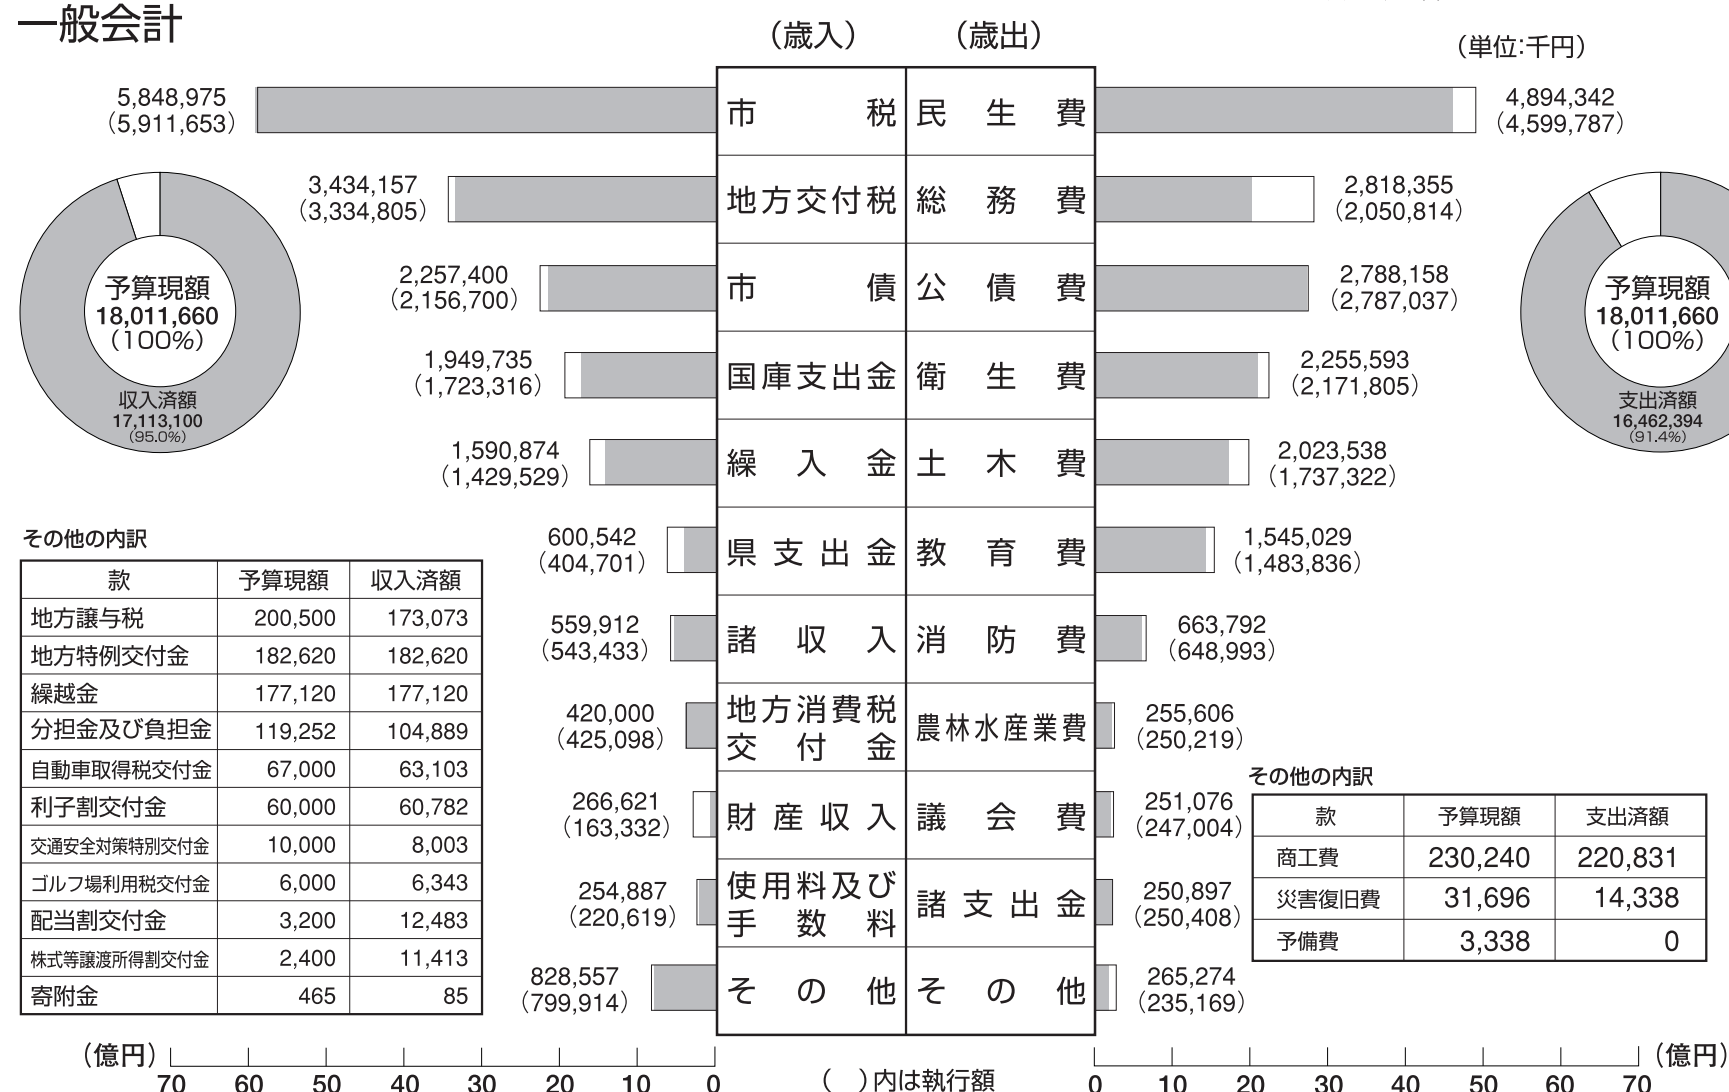 一般会計
（歳入）　（歳出）
（単位:千円）
5,848,975
（5,911,653）
市税
民生費
4,894,342
（4,599,787）
3,434,157
（3,334,805）
地方交付税
総務費
2,818,355
（2,050,814）
2,257,400
（2,156,700）
市債
公債費
2,788,158
（2,787,037）
1,949,735
（1,723,316）
国庫支出金
衛生費
2,255,593
（2,171,805）
1,590,874
（1,429,529）
繰入金
土木費
2,023,538
（1,737,322）
600,542
（404,701）
県支出金
教育費
1,545,029
（1,483,836）
559,912
（543,433）
諸収入
消防費
663,792
（648,993）
420,000
（425,098）
地方消費税
交付金
農林水産業費
255,606
（250,219）
266,621
（163,332）
財産収入
議会費
251,076
（247,004）
254,887
（220,619）
使用料及び
手数料
諸支出金
250,897
（250,408）
828,557
（799,914）
その他
その他
265,274
（235,169）
予算現額
18,011,660
（100%）
収入済額
17,113,100
（95.0%）
予算現額
18,011,660
（100%）
支出済額
16,462,394
（91.4%）
その他の内訳
款　予算現額　収入済額
地方譲与税　200,500　173,073
地方特例交付金　182,620　182,620
繰越金　177,120　177,120
分担金及び負担金　119,252　104,889
自動車取得税交付金　67,000　63,103
利子割交付金　60,000　60,782
交通安全対策特別交付金　10,000　8,003
ゴルフ場利用税交付金　6,000　6,343
配当割交付金　3,200　12,483
株式等譲渡所得割交付金　2,400　11,413
寄附金　465　85
その他の内訳
款　予算現額　支出済額
商工費　230,240　220,831
災害復旧費　31,696　14,338
予備費　3,338　0
（億円）
70 60 50 40 30 20 10 0
（　）内は執行額
0 10 20 30 40 50 60 70
（億円）